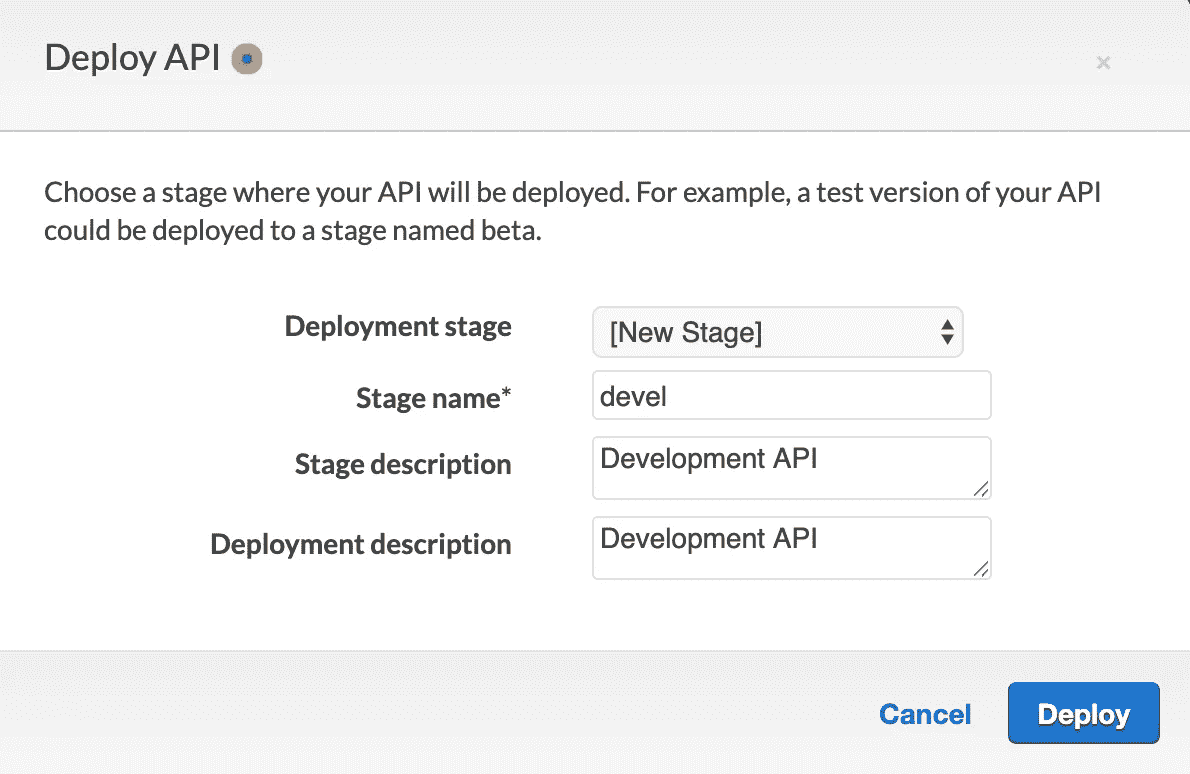 Deploy API
Choose a stage where your API will be deployed. For example, a test version of your API
could be deployed to a stage named beta.
Deployment stage [New Stage]
Stage name* devel
Stage description Development API
Deployment description Development API
Cancel Deploy